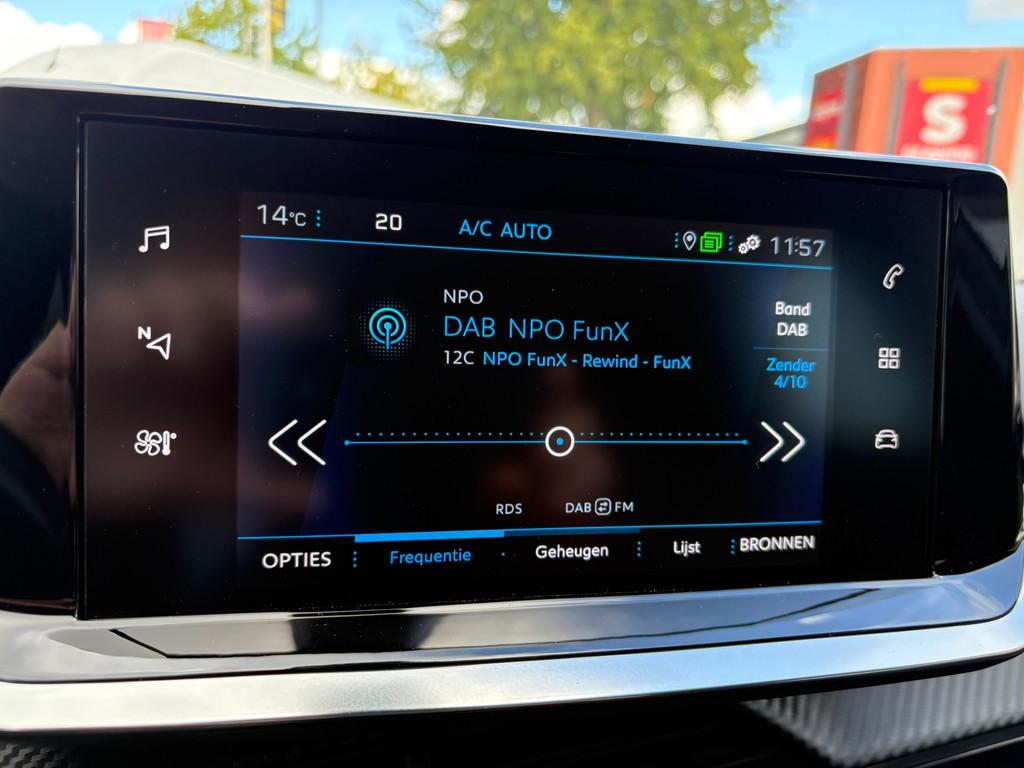 S
14°C
20
A/C AUTO
11:57
N
NPO
DAB NPO FunX
12C NPO FunX - Rewind - FunX
Band
DAB
Zender
4/10
RDS
DAB FM
OPTIES
Frequentie
Geheugen
Lijst
BRONNEN